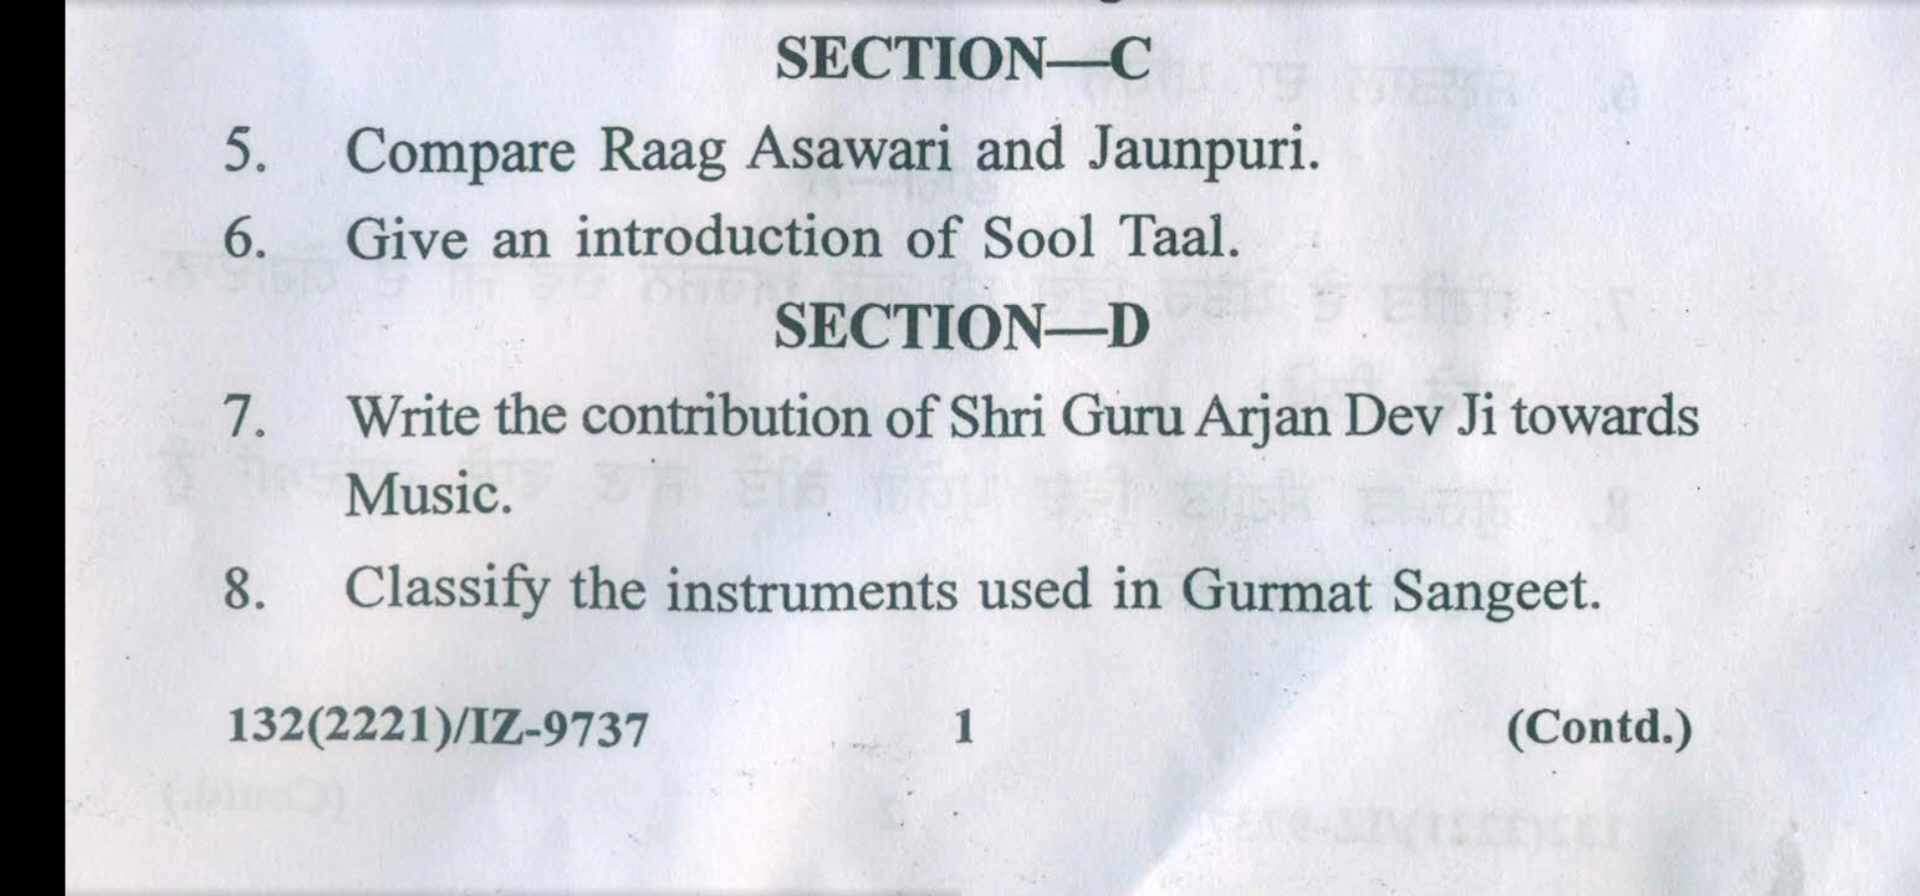 SECTION—C
5. Compare Raag Asawari and Jaunpuri.
6. Give an introduction of Sool Taal.
SECTION—D
7. Write the contribution of Shri Guru Arjan Dev Ji towards
Music.
8. Classify the instruments used in Gurmat Sangeet.
132(2221)/IZ-9737 1 (Contd.)